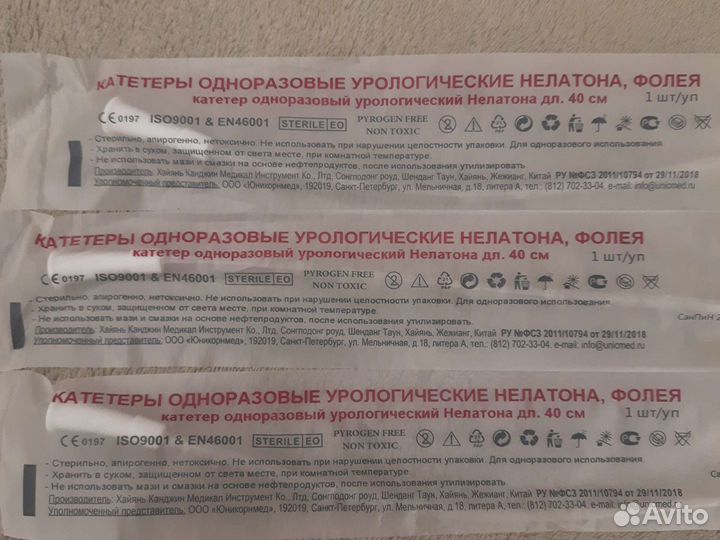 КАТЕТЕРЫ ОДНОРАЗОВЫЕ УРОЛОГИЧЕСКИЕ НЕЛАТОНА, ФОЛЕЯ
катетер одноразовый урологический Нелатона дл. 40 см 1 шт/уп
CE 0197 ISO9001 & EN46001 STERILE EO PYROGEN FREE
NON TOXIC
- Стерильно, апирогенно, нетоксично. Не использовать при нарушении целостности упаковки. Для одноразового использования.
- Хранить в сухом, защищенном от света месте, при комнатной температуре.
- Не использовать мази и смазки на основе нефтепродуктов, после использования утилизировать.
Производитель: Хайянь Канджин Медикал Инструмент Ко., Лтд, Сонгподонг роуд, Шенданг Таун, Хайянь, Жежианг, Китай РУ №ФСЗ 2011/10794 от 29/11/2018
Уполномоченный представитель: ООО «Юникорнмед», 192019, Санкт-Петербург, ул. Мельничная, д.18, литера А, тел.: (812) 702-33-04. e-mail: info@unicmed.ru
КАТЕТЕРЫ ОДНОРАЗОВЫЕ УРОЛОГИЧЕСКИЕ НЕЛАТОНА, ФОЛЕЯ
катетер одноразовый урологический Нелатона дл. 40 см 1 шт/уп
CE 0197 ISO9001 & EN46001 STERILE EO PYROGEN FREE
NON TOXIC
- Стерильно, апирогенно, нетоксично. Не использовать при нарушении целостности упаковки. Для одноразового использования.
- Хранить в сухом, защищенном от света месте, при комнатной температуре.
СанПиН 2
- Не использовать мази и смазки на основе нефтепродуктов, после использования утилизировать.
Производитель: Хайянь Канджин Медикал Инструмент Ко., Лтд, Сонгподонг роуд, Шенданг Таун, Хайянь, Жежианг, Китай РУ №ФСЗ 2011/10794 от 29/11/2018
Уполномоченный представитель: ООО «Юникорнмед», 192019, Санкт-Петербург, ул. Мельничная, д.18, литера А, тел.: (812) 702-33-04. e-mail: info@unicmed.ru
КАТЕТЕРЫ ОДНОРАЗОВЫЕ УРОЛОГИЧЕСКИЕ НЕЛАТОНА, ФОЛЕЯ
катетер одноразовый урологический Нелатона дл. 40 см 1 шт/уп
CE 0197 ISO9001 & EN46001 STERILE EO PYROGEN FREE
NON TOXIC
- Стерильно, апирогенно, нетоксично. Не использовать при нарушении целостности упаковки. Для одноразового использования
- Хранить в сухом, защищенном от света месте, при комнатной температуре.
Сан
- Не использовать мази и смазки на основе нефтепродуктов, после использования утилизировать.
Производитель: Хайянь Канджин Медикал Инструмент Ко., Лтд, Сонгподонг роуд, Шенданг Таун, Хайянь, Жежианг, Китай РУ №ФСЗ 2011/10794 от 29/11/2018
Уполномоченный представитель: ООО «Юникорнмед», 192019, Санкт-Петербург, ул. Мельничная, д.18, литера А, тел.: (812) 702-33-04. e-mail: info@unicmed.ru
Avito